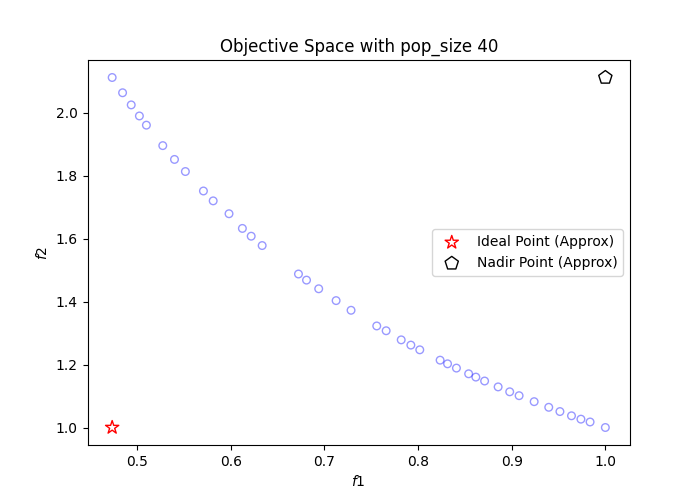 Objective Space with pop_size 40
f2
2.0
1.8
1.6
1.4
1.2
1.0
Ideal Point (Approx)
Nadir Point (Approx)
0.5 0.6 0.7 0.8 0.9 1.0
f1